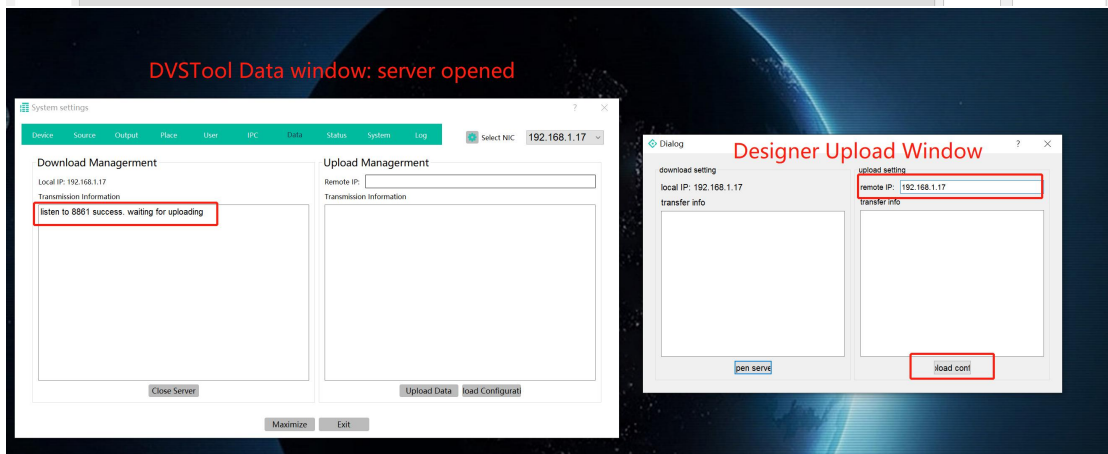 DVSTool Data window: server opened
System settings
?
Device Source Output Place User IPC Data Status System Log Select NIC 192.168.1.17
Download Managerment
Local IP: 192.168.1.17
Transmission Information
listen to 8861 success. waiting for uploading
Close Server
Upload Managerment
Remote IP:
Transmission Information
Upload Data load Configurati
Maximize Exit
Dialog
?
Designer Upload Window
download setting
local IP: 192.168.1.17
transfer info
pen serve
upload setting
remote IP: 192.168.1.17
transfer info
load conf